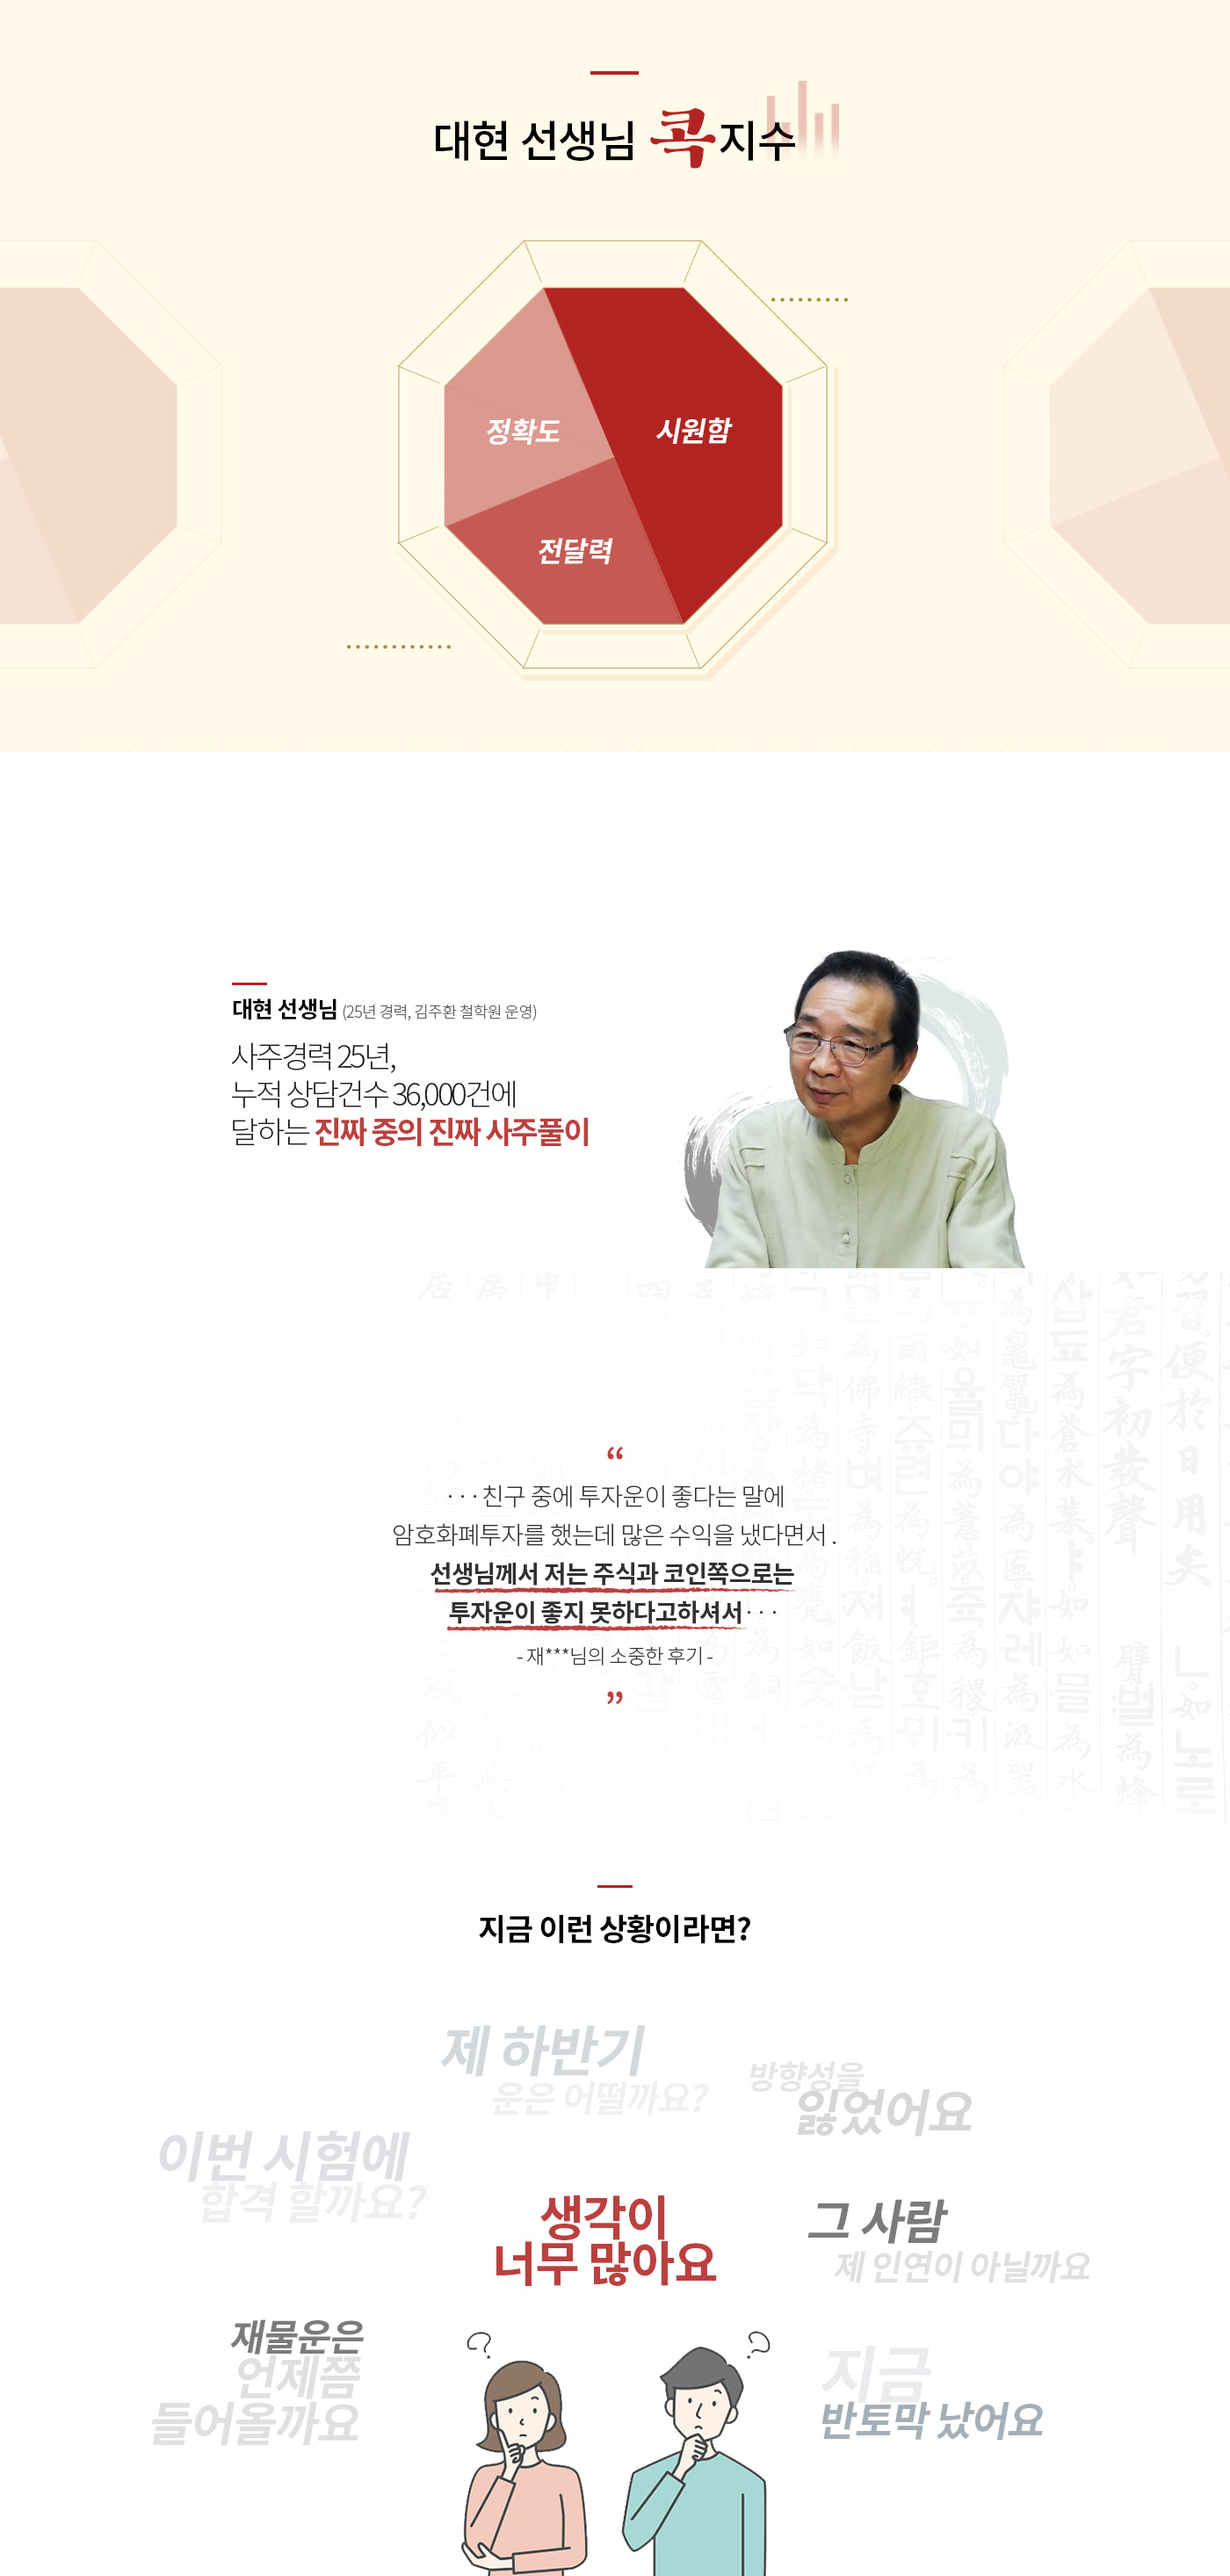 대현 선생님 콕지수
정확도
시원함
전달력
대현 선생님 (25년 경력, 김주환 철학원 운영)
사주경력 25년,
누적 상담건수 36,000건에
달하는 진짜 중의 진짜 사주풀이
“
· · · 친구 중에 투자운이 좋다는 말에
암호화폐투자를 했는데 많은 수익을 냈다면서 .
선생님께서 저는 주식과 코인쪽으로는
투자운이 좋지 못하다고하셔서 · · ·
- 재***님의 소중한 후기 -
”
지금 이런 상황이라면?
제 하반기
운은 어떨까요?
방향성을
잃었어요
이번 시험에
합격 할까요?
생각이
너무 많아요
그 사람
제 인연이 아닐까요
재물운은
언제쯤
들어올까요
지금
반토막 났어요